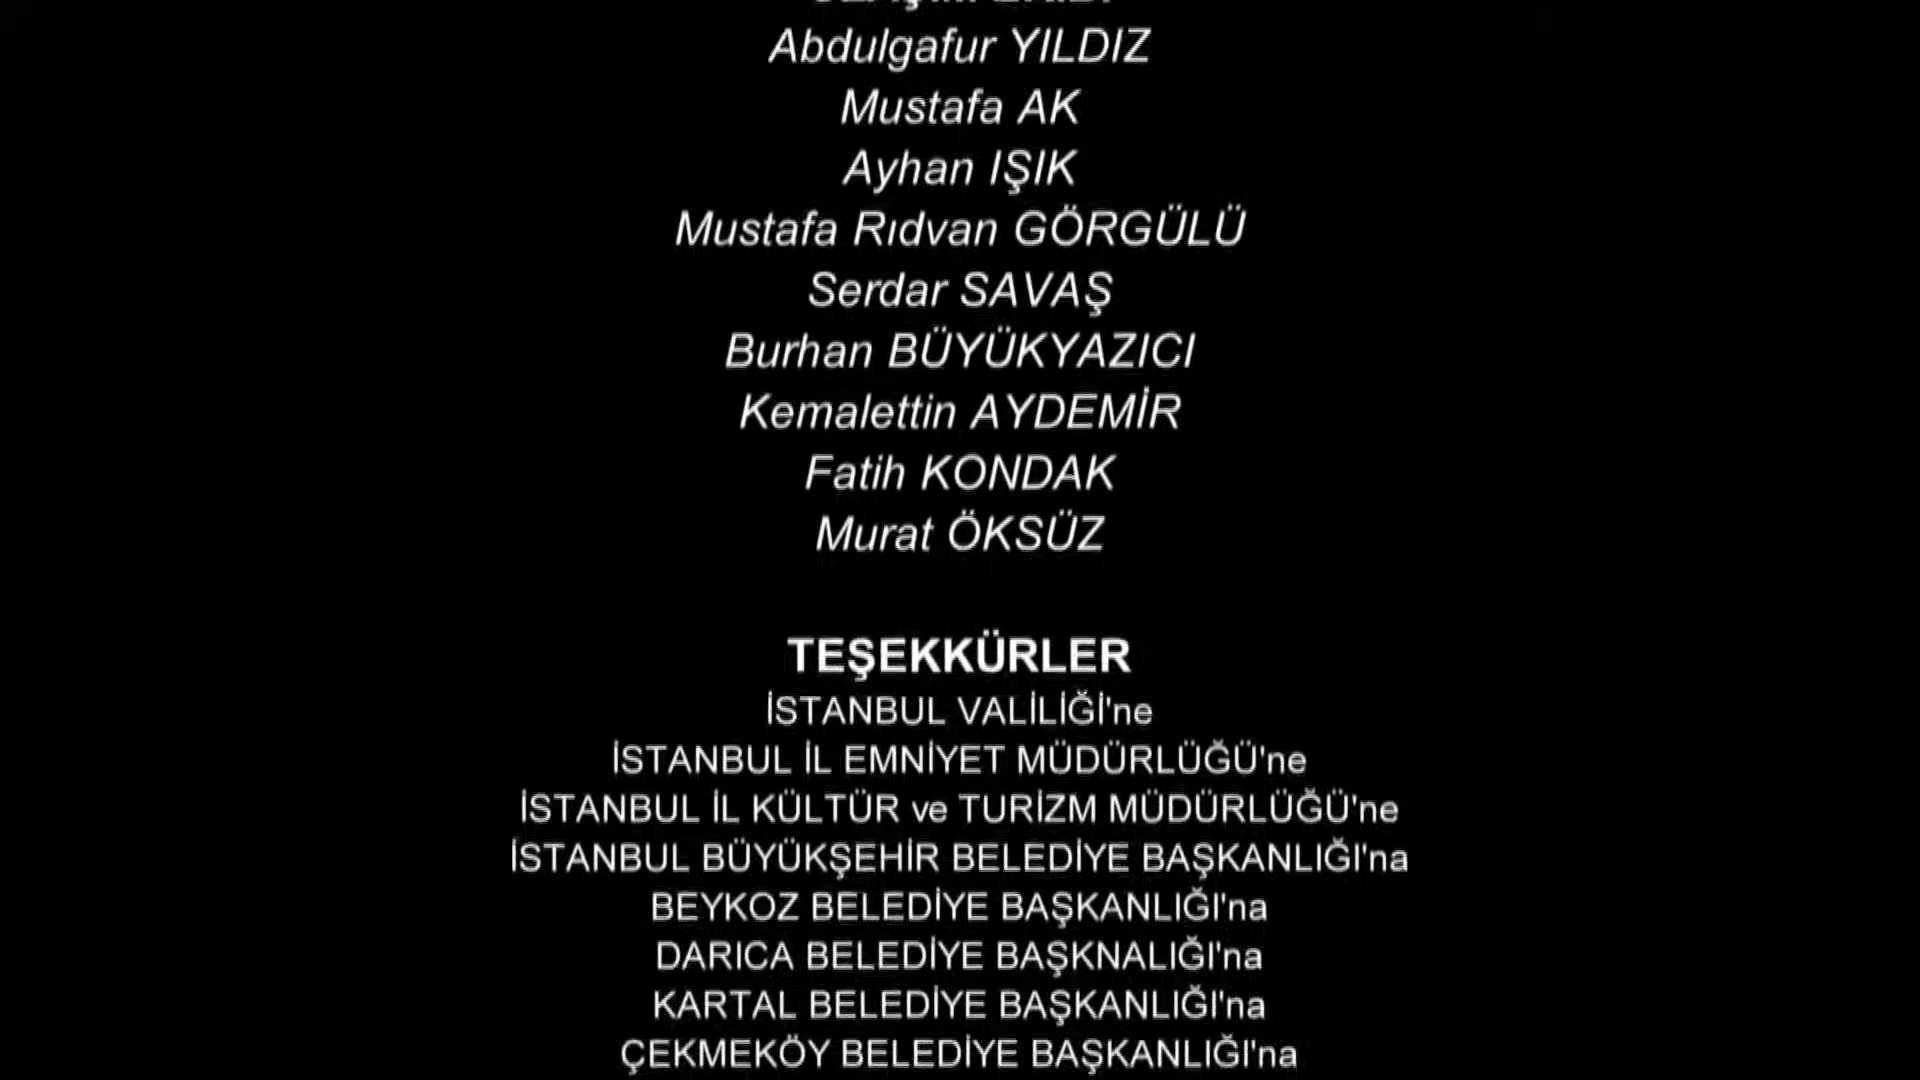 Abdulgafur YILDIZ
Mustafa AK
Ayhan IŞIK
Mustafa Rıdvan GÖRGÜLÜ
Serdar SAVAŞ
Burhan BÜYÜKYAZICI
Kemalettin AYDEMİR
Fatih KONDAK
Murat ÖKSÜZ
TEŞEKKÜRLER
İSTANBUL VALİLİĞİ'ne
İSTANBUL İL EMNİYET MÜDÜRLÜĞÜ'ne
İSTANBUL İL KÜLTÜR ve TURİZM MÜDÜRLÜĞÜ'ne
İSTANBUL BÜYÜKŞEHİR BELEDİYE BAŞKANLIĞI'na
BEYKOZ BELEDİYE BAŞKANLIĞI'na
DARICA BELEDİYE BAŞKNALIĞI'na
KARTAL BELEDİYE BAŞKANLIĞI'na
ÇEKMEKÖY BELEDİYE BAŞKANLIĞI'na